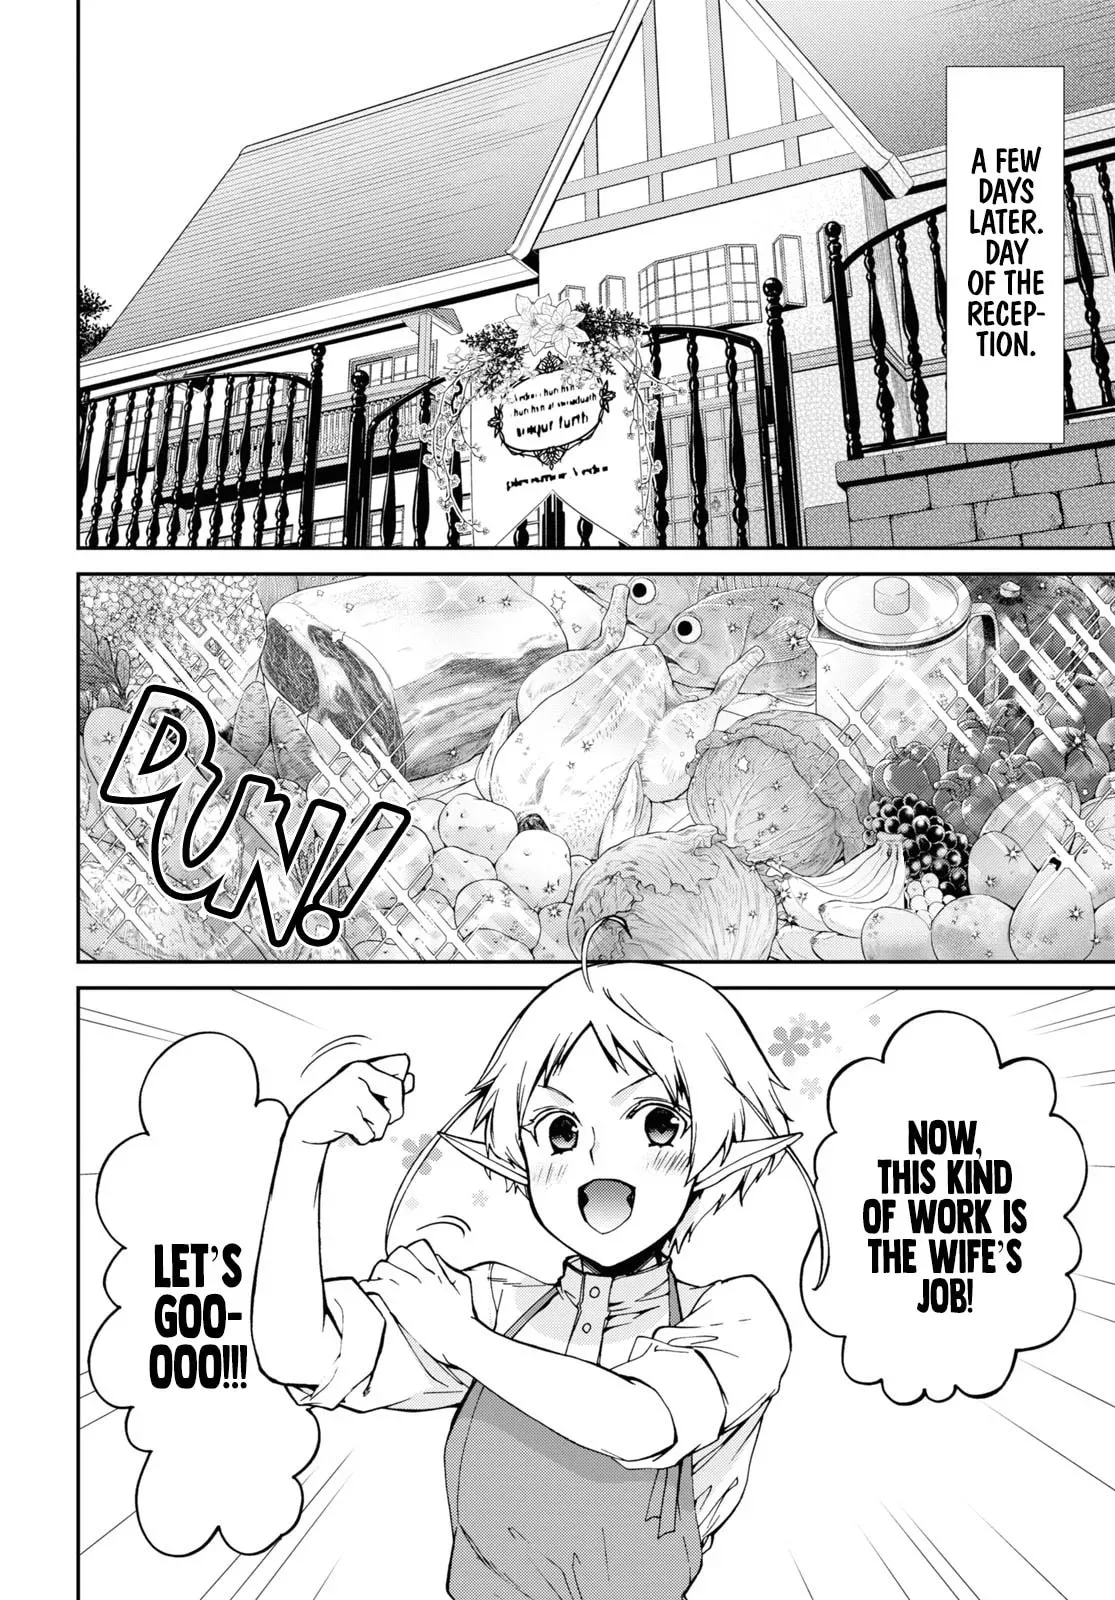 A FEW
DAYS
LATER.
DAY
OF THE
RECEP-
TION.
DUN!
NOW,
THIS KIND
OF WORK IS
THE WIFE'S
JOB!
LET'S
GOO-
OOO!!!